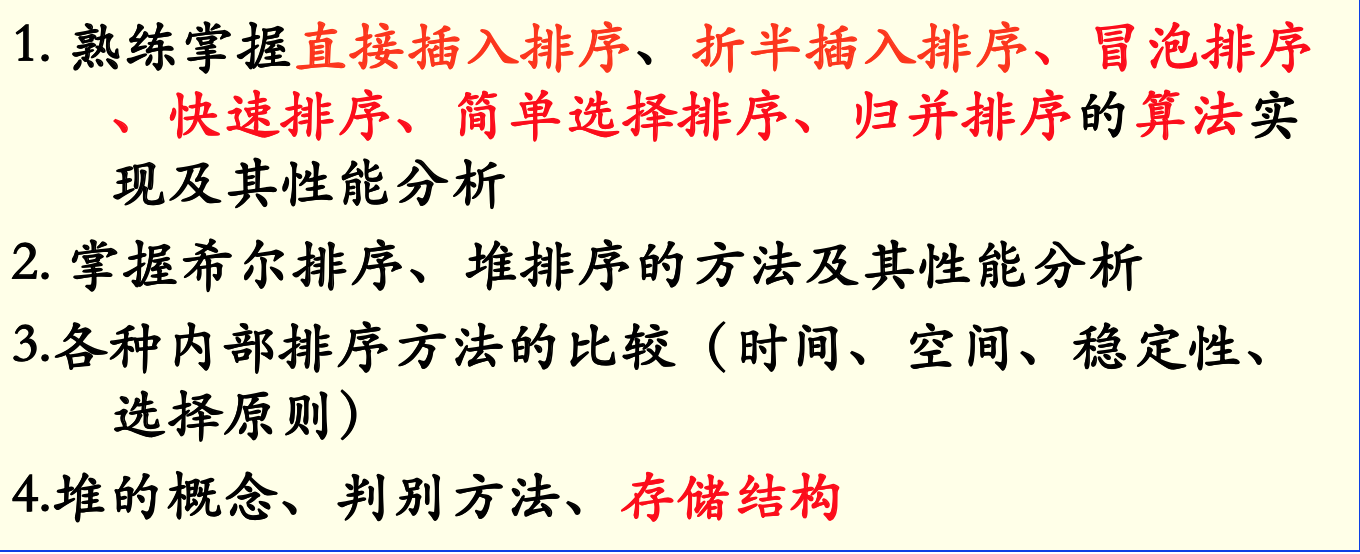 1. 熟练掌握直接插入排序、折半插入排序、冒泡排序
、快速排序、简单选择排序、归并排序的算法实
现及其性能分析
2. 掌握希尔排序、堆排序的方法及其性能分析
3.各种内部排序方法的比较（时间、空间、稳定性、
选择原则）
4.堆的概念、判别方法、存储结构